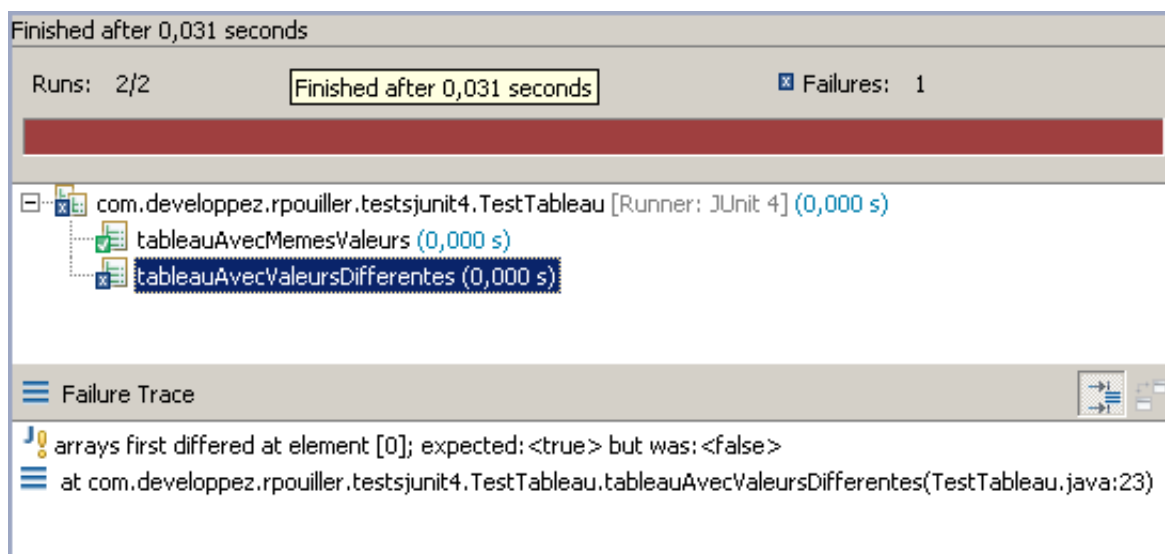 Finished after 0,031 seconds
Runs: 2/2 Finished after 0,031 seconds Failures: 1
com.developpez.rpouiller.testsjunit4.TestTableau [Runner: JUnit 4] (0,000 s)
tableauAvecMemesValeurs (0,000 s)
tableauAvecValeursDifferentes (0,000 s)
Failure Trace
arrays first differed at element [0]; expected:<true> but was:<false>
at com.developpez.rpouiller.testsjunit4.TestTableau.tableauAvecValeursDifferentes(TestTableau.java:23)